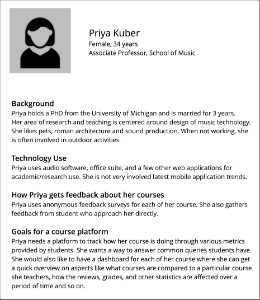 Priya Kuber
Female, 34 years
Associate Professor, School of Music
Background
Priya holds a PhD from the University of Michigan and is married for 3 years.
Her area of research and teaching is centered around design of music technology.
She likes pets, roman architecture and sound production. When not working, she
is often involved in outdoor activities.
Technology Use
Priya uses audio software, office suite, and a few other web applications for
academic/research use. She is not very involved latest mobile application trends.
How Priya gets feedback about her courses
Priya uses anonymous feedback surveys for each of her course. She also gathers
feedback from student who approach her directly.
Goals for a course platform
Priya needs a platform to track how her course is doing through various metrics
provided by students. She wants a way to answer common queries students have.
She would also like to have a dashboard for each of her course where she can get
a quick overview on aspects like what courses are compared to a particular course
she teaches, how the reviews, grades, and other statistics are affected over a
period of time and so on.